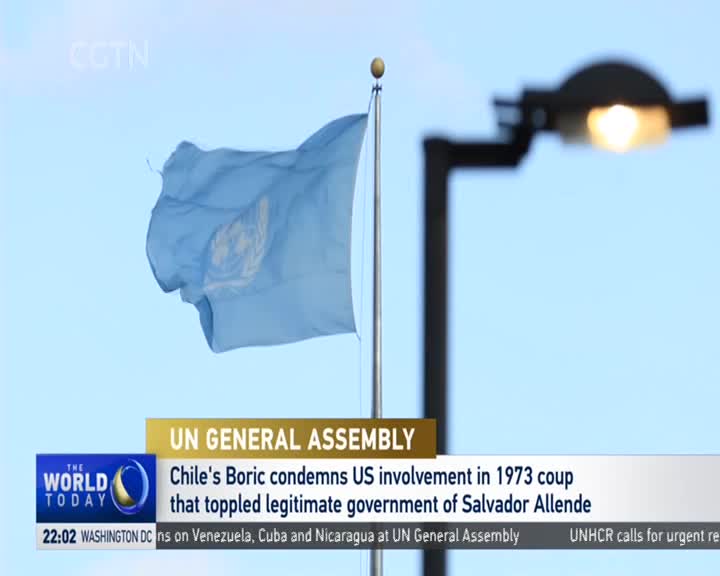 CGTN
UN GENERAL ASSEMBLY
Chile's Boric condemns US involvement in 1973 coup
that toppled legitimate government of Salvador Allende
THE
WORLD
TODAY
22:02 WASHINGTON DC
ns on Venezuela, Cuba and Nicaragua at UN General Assembly UNHCR calls for urgent re